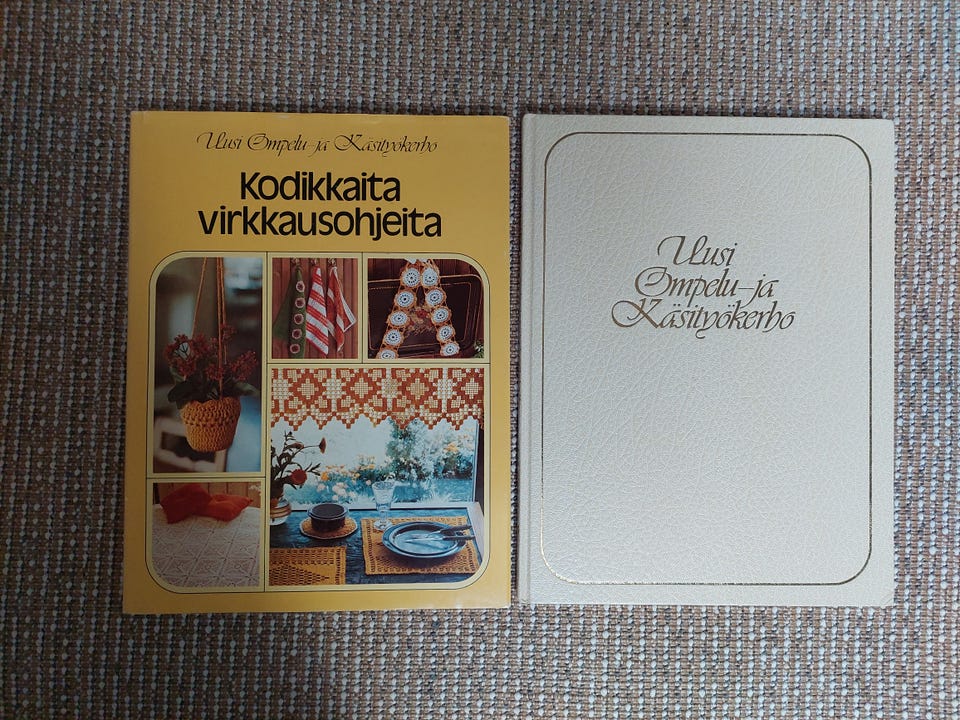 Uusi Ompelu- ja Käsityökerho
Kodikkaita
virkkausohjeita
Uusi
Ompelu- ja
Käsityökerho